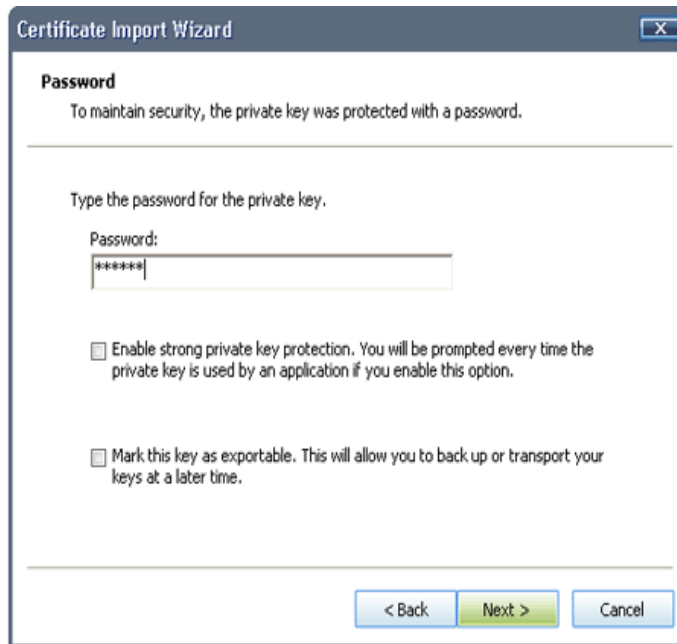 Certificate Import Wizard
Password
To maintain security, the private key was protected with a password.
Type the password for the private key.
Password:
******
Enable strong private key protection. You will be prompted every time the
private key is used by an application if you enable this option.
Mark this key as exportable. This will allow you to back up or transport your
keys at a later time.
< Back Next > Cancel